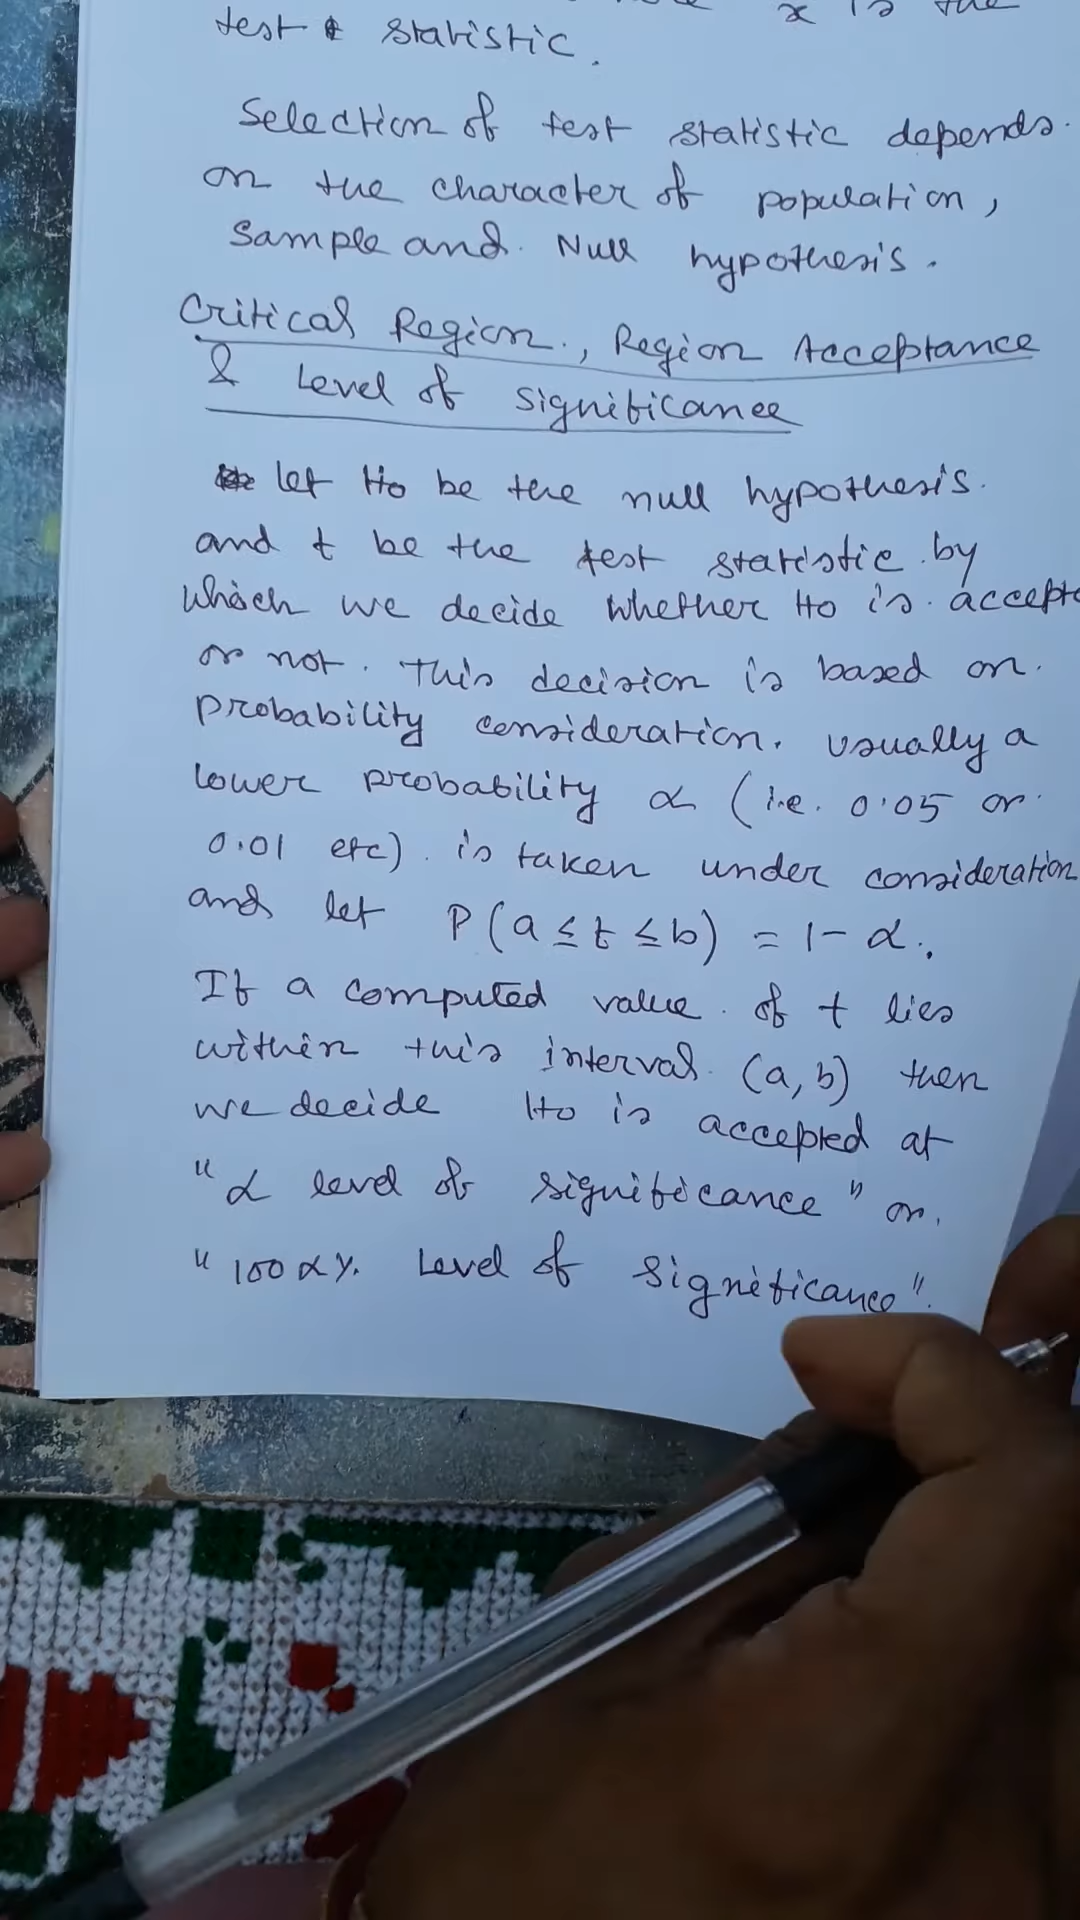 x is the
test statistic.
Selection of test statistic depends
on the character of population,
Sample and Null hypothesis.
Critical Region, Region Acceptance
& Level of Significance
let Ho be the null hypothesis.
and t be the test statistic by
which we decide whether Ho is accepte
or not. This decision is based on
probability consideration. Usually a
lower probability α (i.e. 0.05 or
0.01 etc) is taken under consideration
and let P(a ≤ t ≤ b) = 1 - α.
If a computed value of t lies
within this interval (a, b) then
we decide Ho is accepted at
"α level of significance" or
"100α% Level of Significance".